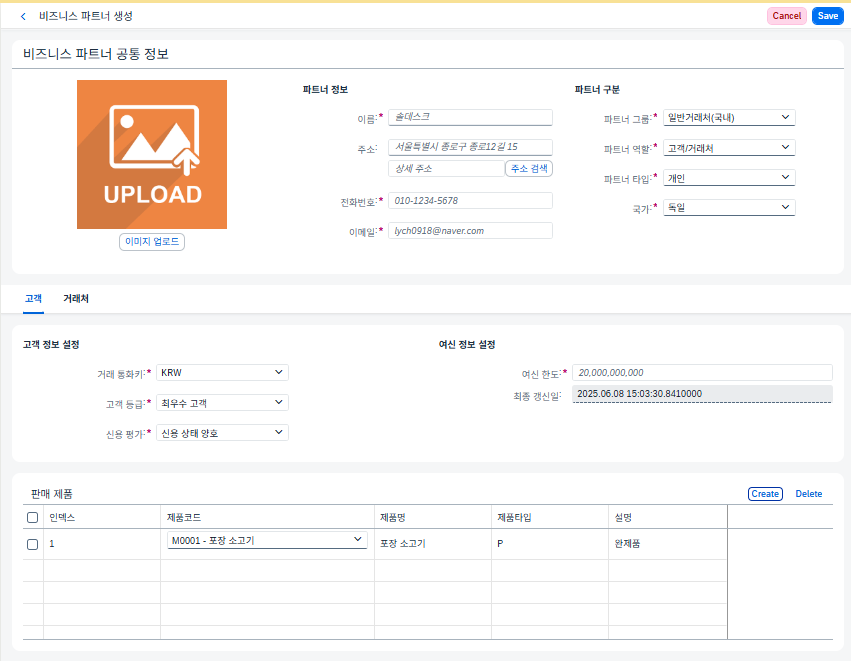 비즈니스 파트너 생성
Cancel Save
비즈니스 파트너 공통 정보
UPLOAD
이미지 업로드
파트너 정보
이름:* 솔데스크
주소: 서울특별시 종로구 종로12길 15
상세 주소 주소 검색
전화번호:* 010-1234-5678
이메일:* lych0918@naver.com
파트너 구분
파트너 그룹:* 일반거래처(국내)
파트너 역할:* 고객/거래처
파트너 타입:* 개인
국가:* 독일
고객 거래처
고객 정보 설정
거래 통화키:* KRW
고객 등급:* 최우수 고객
신용 평가:* 신용 상태 양호
여신 정보 설정
여신 한도:* 20,000,000,000
최종 갱신일: 2025.06.08 15:03:30.8410000
판매 제품
Create Delete
인덱스 제품코드 제품명 제품타입 설명
1 M0001 - 포장 소고기 포장 소고기 P 완제품